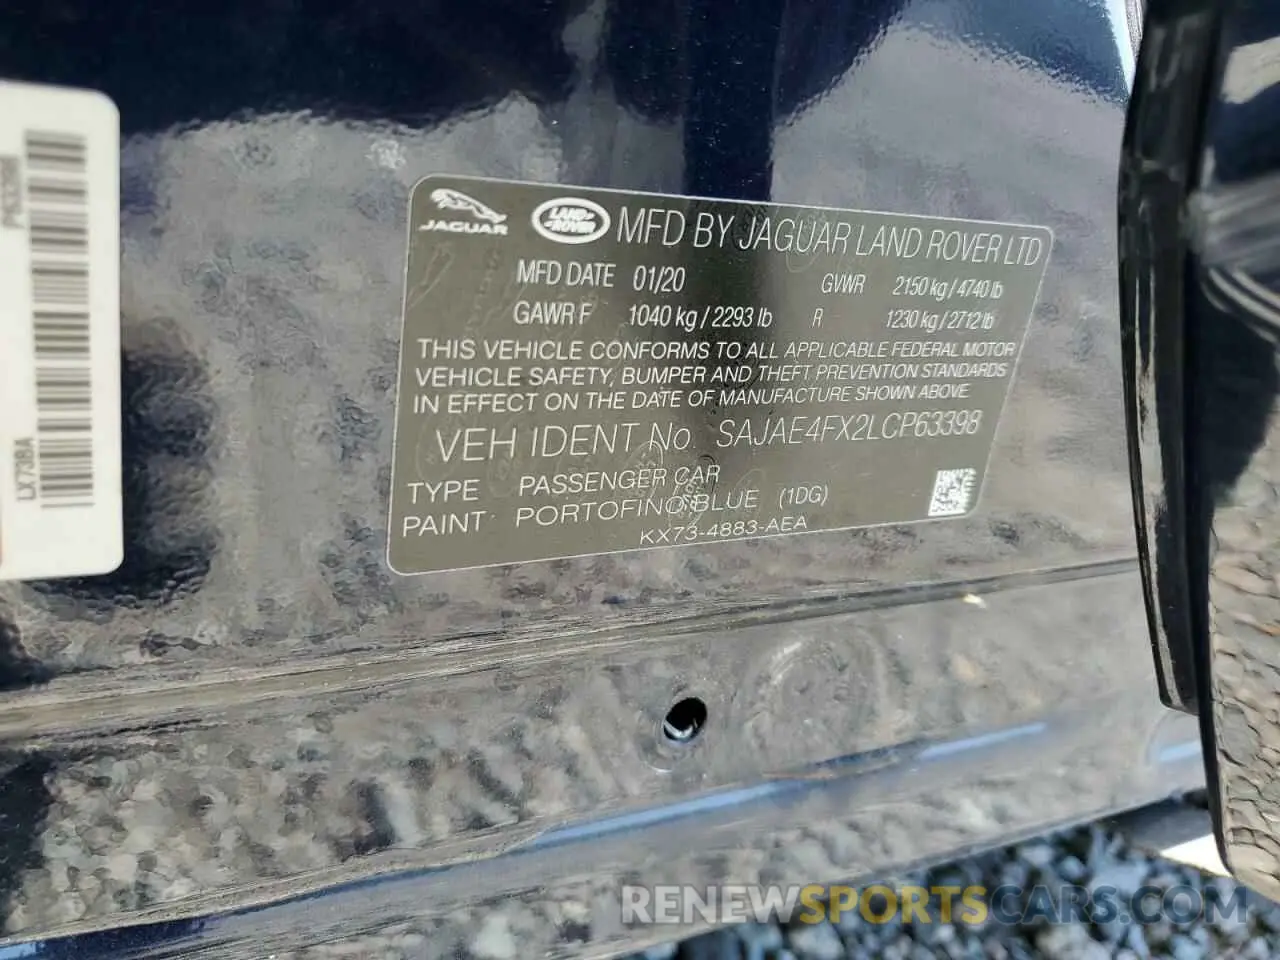 JAGUAR LAND ROVER MFD BY JAGUAR LAND ROVER LTD
MFD DATE 01/20 GVWR 2150 kg / 4740 lb
GAWR F 1040 kg / 2293 lb R 1230 kg / 2712 lb
THIS VEHICLE CONFORMS TO ALL APPLICABLE FEDERAL MOTOR
VEHICLE SAFETY, BUMPER AND THEFT PREVENTION STANDARDS
IN EFFECT ON THE DATE OF MANUFACTURE SHOWN ABOVE
VEH IDENT No. SAJAE4FX2LCP63398
TYPE PASSENGER CAR
PAINT PORTOFINO BLUE (1DG)
KX73-4883-AEA
P63398
RENEWSPORTSCARS.COM